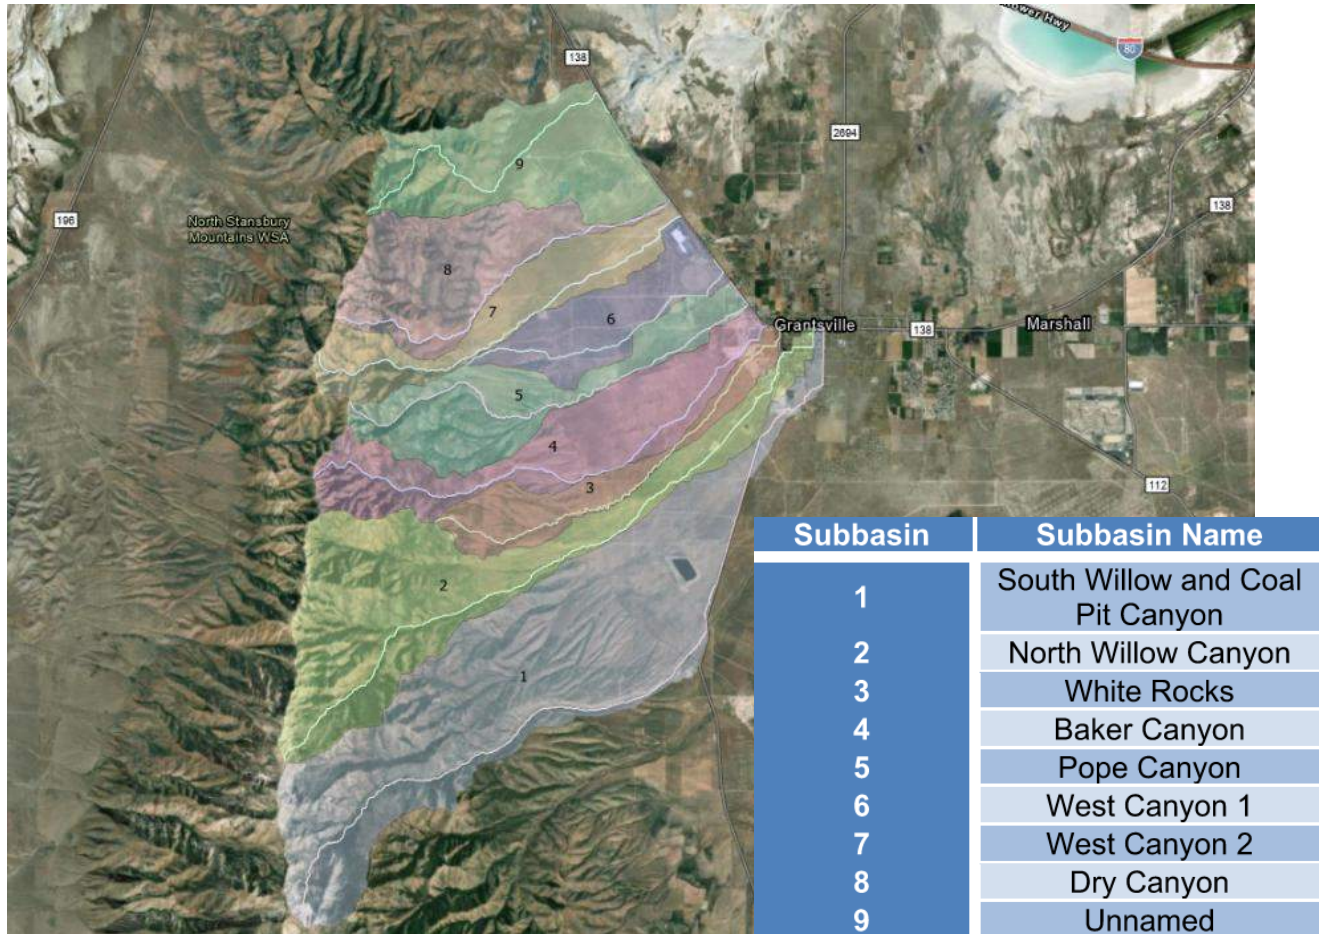 ower Hwy
80
138
2694
9
138
196
North Stansbury
Mountains WSA
8
7
6
Grantsville
138
Marshall
5
4
3
112
2
1
Subbasin Subbasin Name
1 South Willow and Coal
Pit Canyon
2 North Willow Canyon
3 White Rocks
4 Baker Canyon
5 Pope Canyon
6 West Canyon 1
7 West Canyon 2
8 Dry Canyon
9 Unnamed